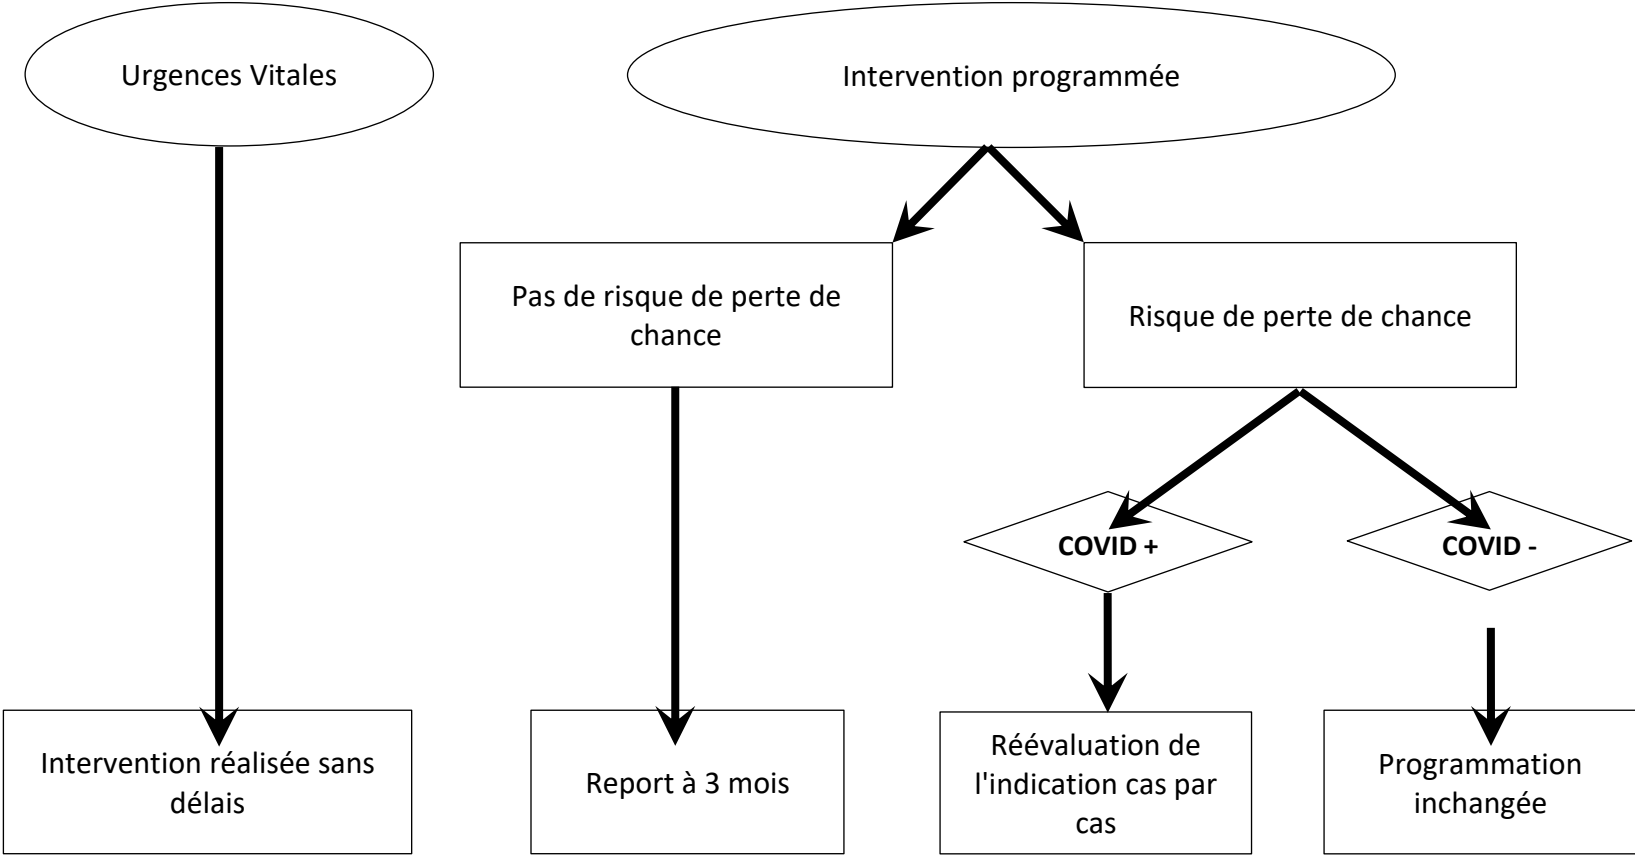 Urgences Vitales
Intervention programmée
Pas de risque de perte de
chance
Risque de perte de chance
COVID +
COVID -
Intervention réalisée sans
délais
Report à 3 mois
Réévaluation de
l'indication cas par
cas
Programmation
inchangée